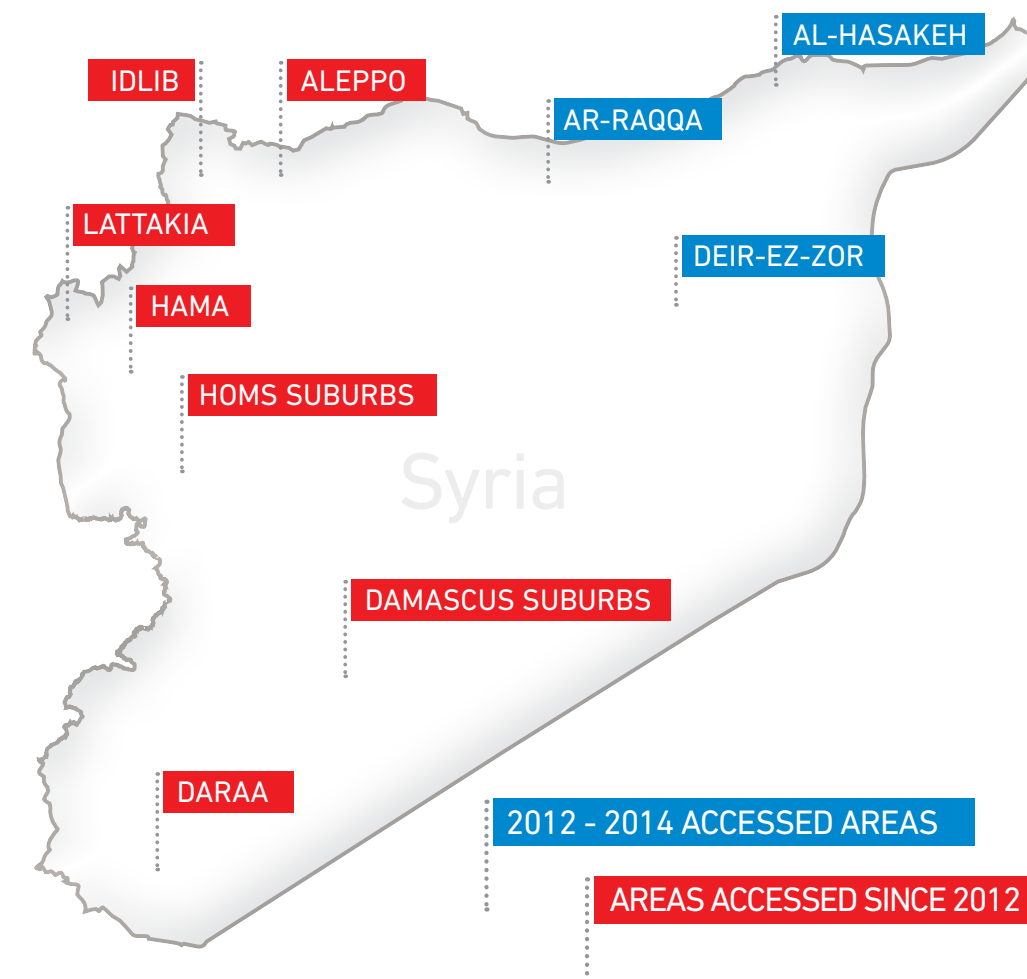 AL-HASAKEH
IDLIB
ALEPPO
AR-RAQQA
LATTAKIA
DEIR-EZ-ZOR
HAMA
HOMS SUBURBS
Syria
DAMASCUS SUBURBS
DARAA
2012 - 2014 ACCESSED AREAS
AREAS ACCESSED SINCE 2012